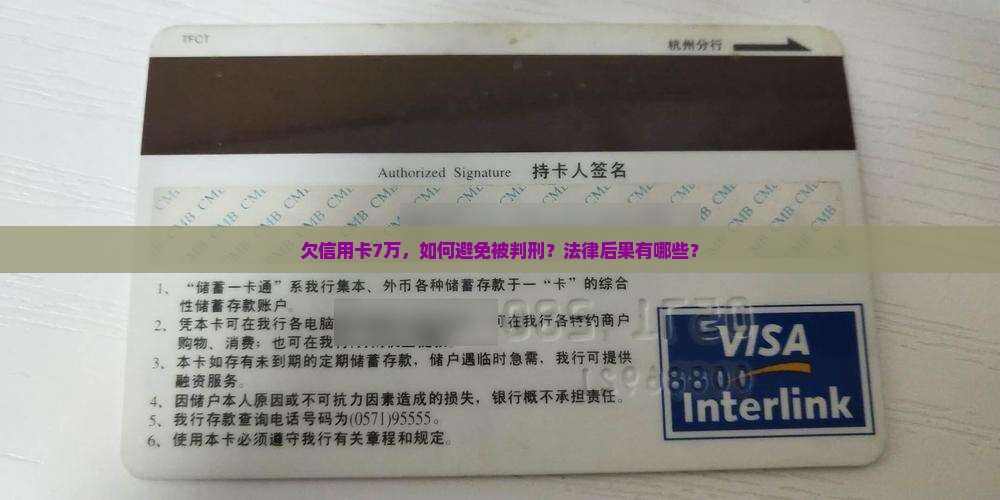 TFCT
杭州分行
Authorized Signature 持卡人签名
CMB CMB CMB CMB CMB CMB
欠信用卡7万，如何避免被判刑？法律后果有哪些？
1、“储蓄一卡通”系我行集本、外币各种储蓄存款于一“卡”的综合
性储蓄存款账户
2、凭本卡可在我行各电脑 可在我行各特约商户
购物、消费；也可在我
3、本卡如存有未到期的定期储蓄存款，储户遇临时急需，我行可提供
融资服务。
4、因储户本人原因或不可抗力因素造成的损失，银行概不承担责任。
5、我行存款查询电话号码为(0571)95555。
6、使用本卡必须遵守我行有关章程和规定。
VISA
Interlink